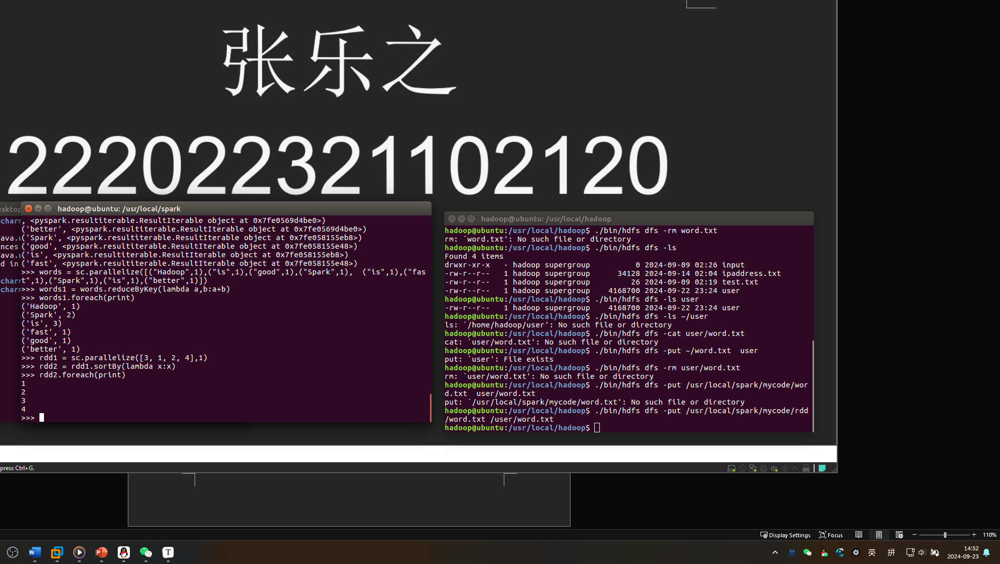 张乐之
222022321102120
esktop
charm
ava.u
nces
ava.u
d in
charm
charm
hadoop@ubuntu: /usr/local/spark
, <pyspark.resultiterable.ResultIterable object at 0x7fe0569d4be0>)
('better', <pyspark.resultiterable.ResultIterable object at 0x7fe0569d4be0>)
('Spark', <pyspark.resultiterable.ResultIterable object at 0x7fe058155eb8>)
('good', <pyspark.resultiterable.ResultIterable object at 0x7fe058155e48>)
('is', <pyspark.resultiterable.ResultIterable object at 0x7fe058155eb8>)
('fast', <pyspark.resultiterable.ResultIterable object at 0x7fe058155e48>)
>>> words = sc.parallelize([("Hadoop",1),("is",1),("good",1),("Spark",1),  ("is",1),("fas
t",1),("Spark",1),("is",1),("better",1)])
>>> words1 = words.reduceByKey(lambda a,b:a+b)
>>> words1.foreach(print)
('Hadoop', 1)
('Spark', 2)
('is', 3)
('fast', 1)
('good', 1)
('better', 1)
>>> rdd1 = sc.parallelize([3, 1, 2, 4],1)
>>> rdd2 = rdd1.sortBy(lambda x:x)
>>> rdd2.foreach(print)
1
2
3
4
>>>
hadoop@ubuntu: /usr/local/hadoop
hadoop@ubuntu:/usr/local/hadoop$ ./bin/hdfs dfs -rm word.txt
rm: `word.txt': No such file or directory
hadoop@ubuntu:/usr/local/hadoop$ ./bin/hdfs dfs -ls
Found 4 items
drwxr-xr-x   - hadoop supergroup          0 2024-09-09 02:26 input
-rw-r--r--   1 hadoop supergroup      34128 2024-09-14 02:04 ipaddress.txt
-rw-r--r--   1 hadoop supergroup         26 2024-09-09 02:19 test.txt
-rw-r--r--   1 hadoop supergroup    4168700 2024-09-22 23:24 user
hadoop@ubuntu:/usr/local/hadoop$ ./bin/hdfs dfs -ls user
-rw-r--r--   1 hadoop supergroup    4168700 2024-09-22 23:24 user
hadoop@ubuntu:/usr/local/hadoop$ ./bin/hdfs dfs -ls ~/user
ls: `/home/hadoop/user': No such file or directory
hadoop@ubuntu:/usr/local/hadoop$ ./bin/hdfs dfs -cat user/word.txt
cat: `user/word.txt': No such file or directory
hadoop@ubuntu:/usr/local/hadoop$ ./bin/hdfs dfs -put ~/word.txt  user
put: `user': File exists
hadoop@ubuntu:/usr/local/hadoop$ ./bin/hdfs dfs -rm user/word.txt
rm: `user/word.txt': No such file or directory
hadoop@ubuntu:/usr/local/hadoop$ ./bin/hdfs dfs -put /usr/local/spark/mycode/wor
d.txt  user/word.txt
put: `/usr/local/spark/mycode/word.txt': No such file or directory
hadoop@ubuntu:/usr/local/hadoop$ ./bin/hdfs dfs -put /usr/local/spark/mycode/rdd
/word.txt /user/word.txt
hadoop@ubuntu:/usr/local/hadoop$
press Ctrl+G.
Display Settings
Focus
110%
英
拼
14:52
2024-09-23